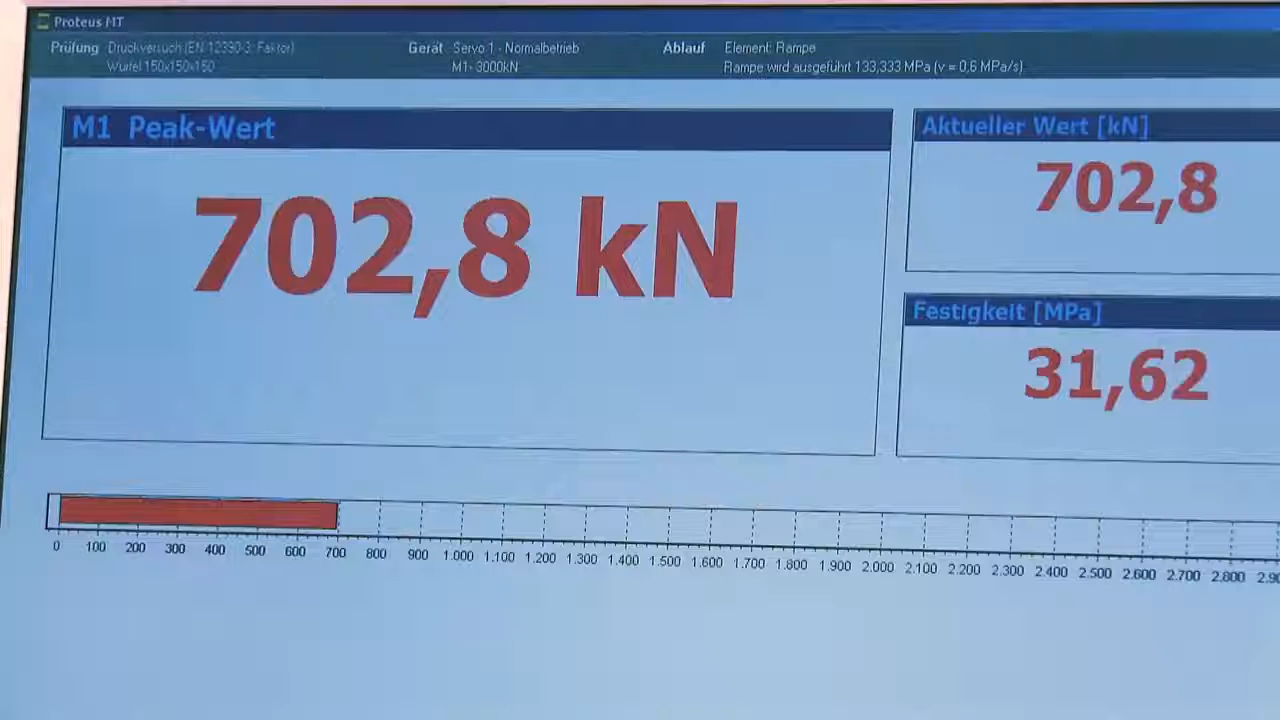 Proteus MT
Prüfung Druckversuch (EN 12390-3: Faktor) Gerät Servo 1 - Normalbetrieb Ablauf Element: Rampe
Würfel 150x150x150 M1- 3000kN Rampe wird ausgeführt 133,333 MPa (v = 0,6 MPa/s)
M1 Peak-Wert
702,8 kN
Aktueller Wert [kN]
702,8
Festigkeit [MPa]
31,62
0 100 200 300 400 500 600 700 800 900 1.000 1.100 1.200 1.300 1.400 1.500 1.600 1.700 1.800 1.900 2.000 2.100 2.200 2.300 2.400 2.500 2.600 2.700 2.800